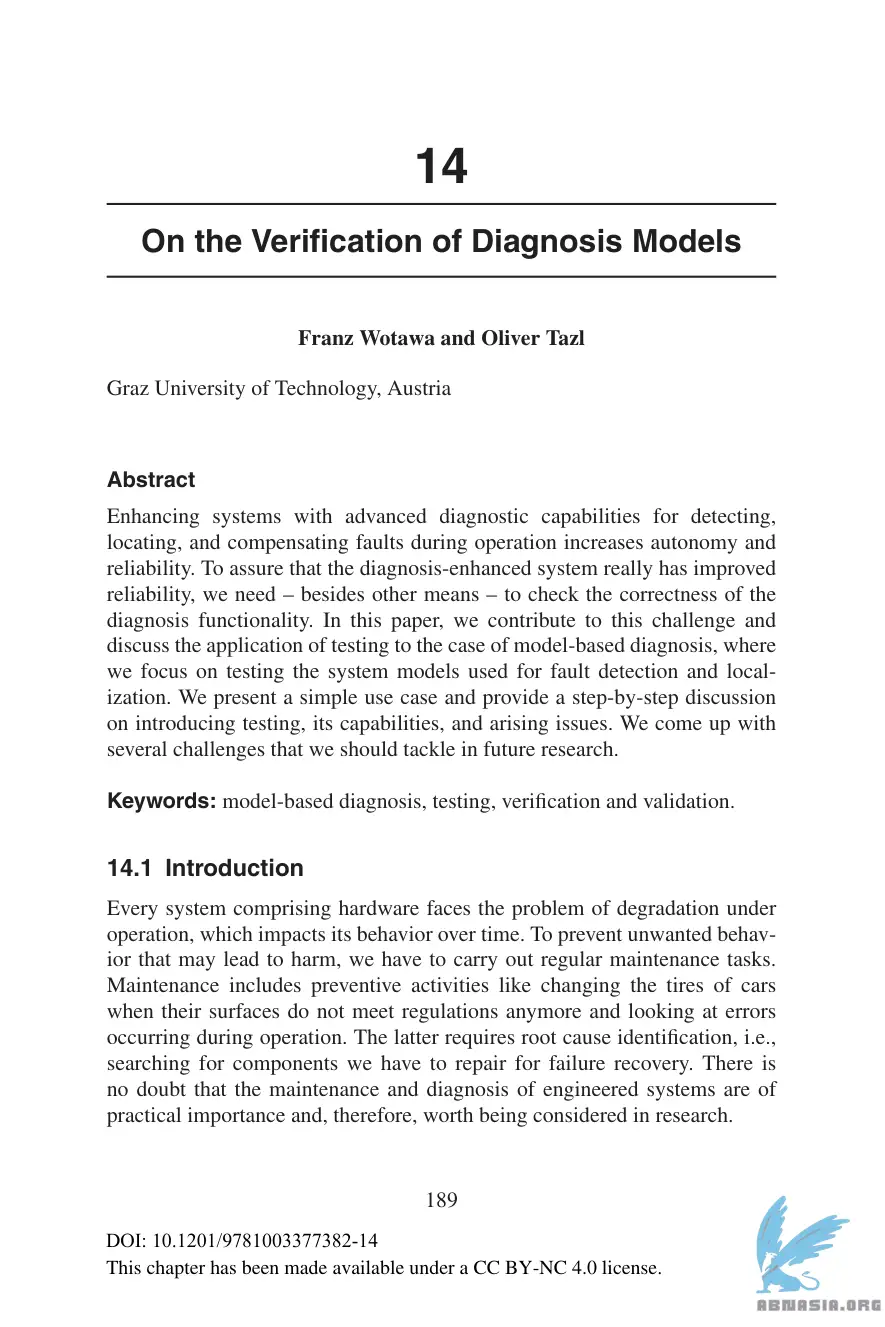 14
On the Verification of Diagnosis Models
Franz Wotawa and Oliver Tazl
Graz University of Technology, Austria
Abstract
Enhancing systems with advanced diagnostic capabilities for detecting,
locating, and compensating faults during operation increases autonomy and
reliability. To assure that the diagnosis-enhanced system really has improved
reliability, we need – besides other means – to check the correctness of the
diagnosis functionality. In this paper, we contribute to this challenge and
discuss the application of testing to the case of model-based diagnosis, where
we focus on testing the system models used for fault detection and local-
ization. We present a simple use case and provide a step-by-step discussion
on introducing testing, its capabilities, and arising issues. We come up with
several challenges that we should tackle in future research.
Keywords: model-based diagnosis, testing, verification and validation.
14.1 Introduction
Every system comprising hardware faces the problem of degradation under
operation, which impacts its behavior over time. To prevent unwanted behav-
ior that may lead to harm, we have to carry out regular maintenance tasks.
Maintenance includes preventive activities like changing the tires of cars
when their surfaces do not meet regulations anymore and looking at errors
occurring during operation. The latter requires root cause identification, i.e.,
searching for components we have to repair for failure recovery. There is
no doubt that the maintenance and diagnosis of engineered systems are of
practical importance and, therefore, worth being considered in research.
189
DOI: 10.1201/9781003377382-14
This chapter has been made available under a CC BY-NC 4.0 license.
ABNASIA.ORG